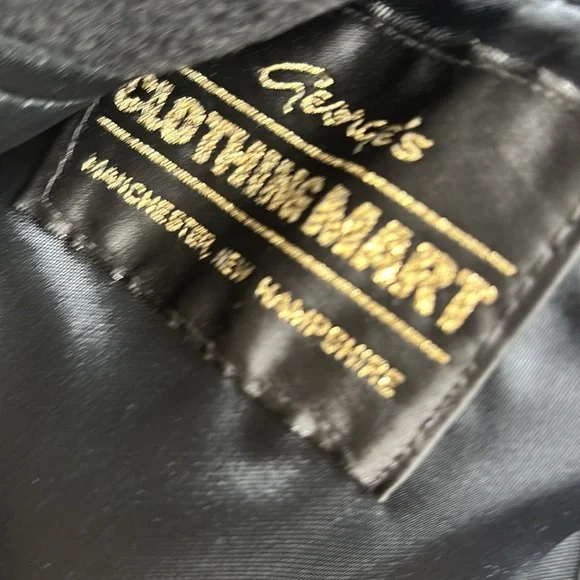 George's
CLOTHING MART
MANCHESTER, NEW HAMPSHIRE